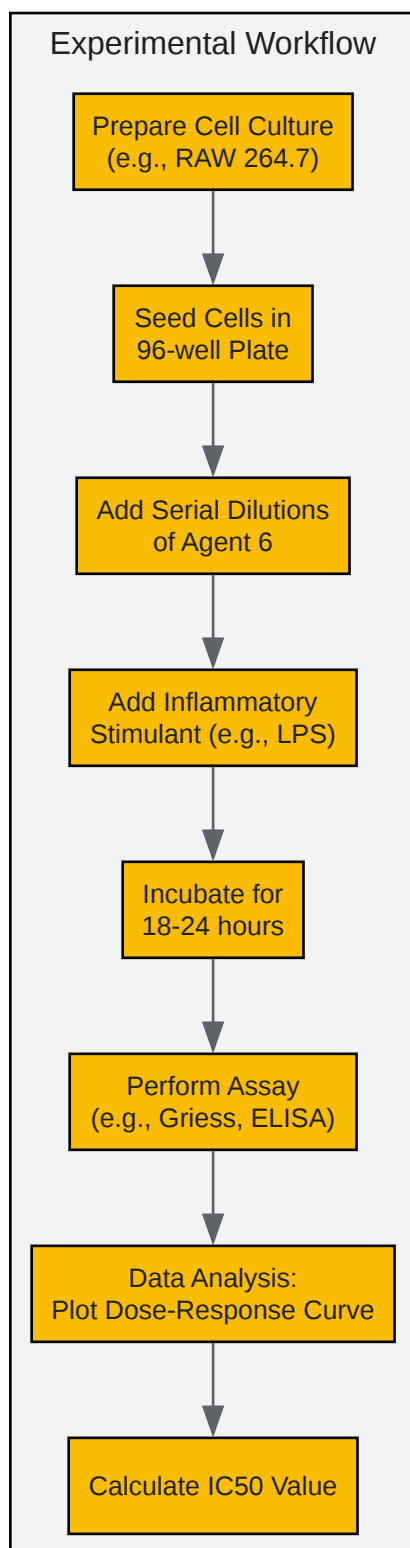 Experimental Workflow
Prepare Cell Culture
(e.g., RAW 264.7)
Seed Cells in
96-well Plate
Add Serial Dilutions
of Agent 6
Add Inflammatory
Stimulant (e.g., LPS)
Incubate for
18-24 hours
Perform Assay
(e.g., Griess, ELISA)
Data Analysis:
Plot Dose-Response Curve
Calculate IC50 Value